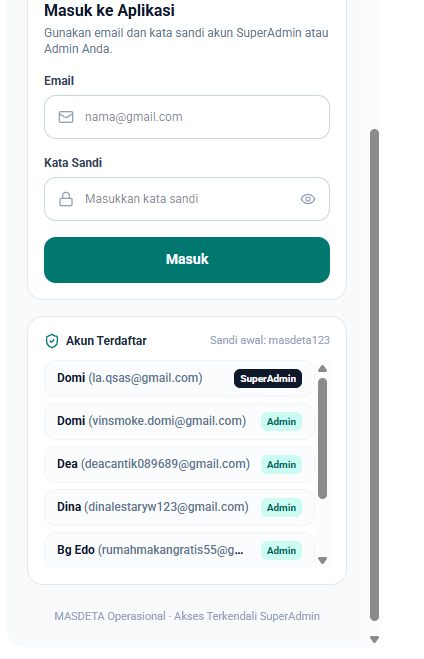 Masuk ke Aplikasi
Gunakan email dan kata sandi akun SuperAdmin atau
Admin Anda.
Email
nama@gmail.com
Kata Sandi
Masukkan kata sandi
Masuk
Akun Terdaftar Sandi awal: masdeta123
Domi (la.qsas@gmail.com) SuperAdmin
Domi (vinsmoke.domi@gmail.com) Admin
Dea (deacantik089689@gmail.com) Admin
Dina (dinalestaryw123@gmail.com) Admin
Bg Edo (rumahmakangratis55@g... Admin
MASDETA Operasional · Akses Terkendali SuperAdmin